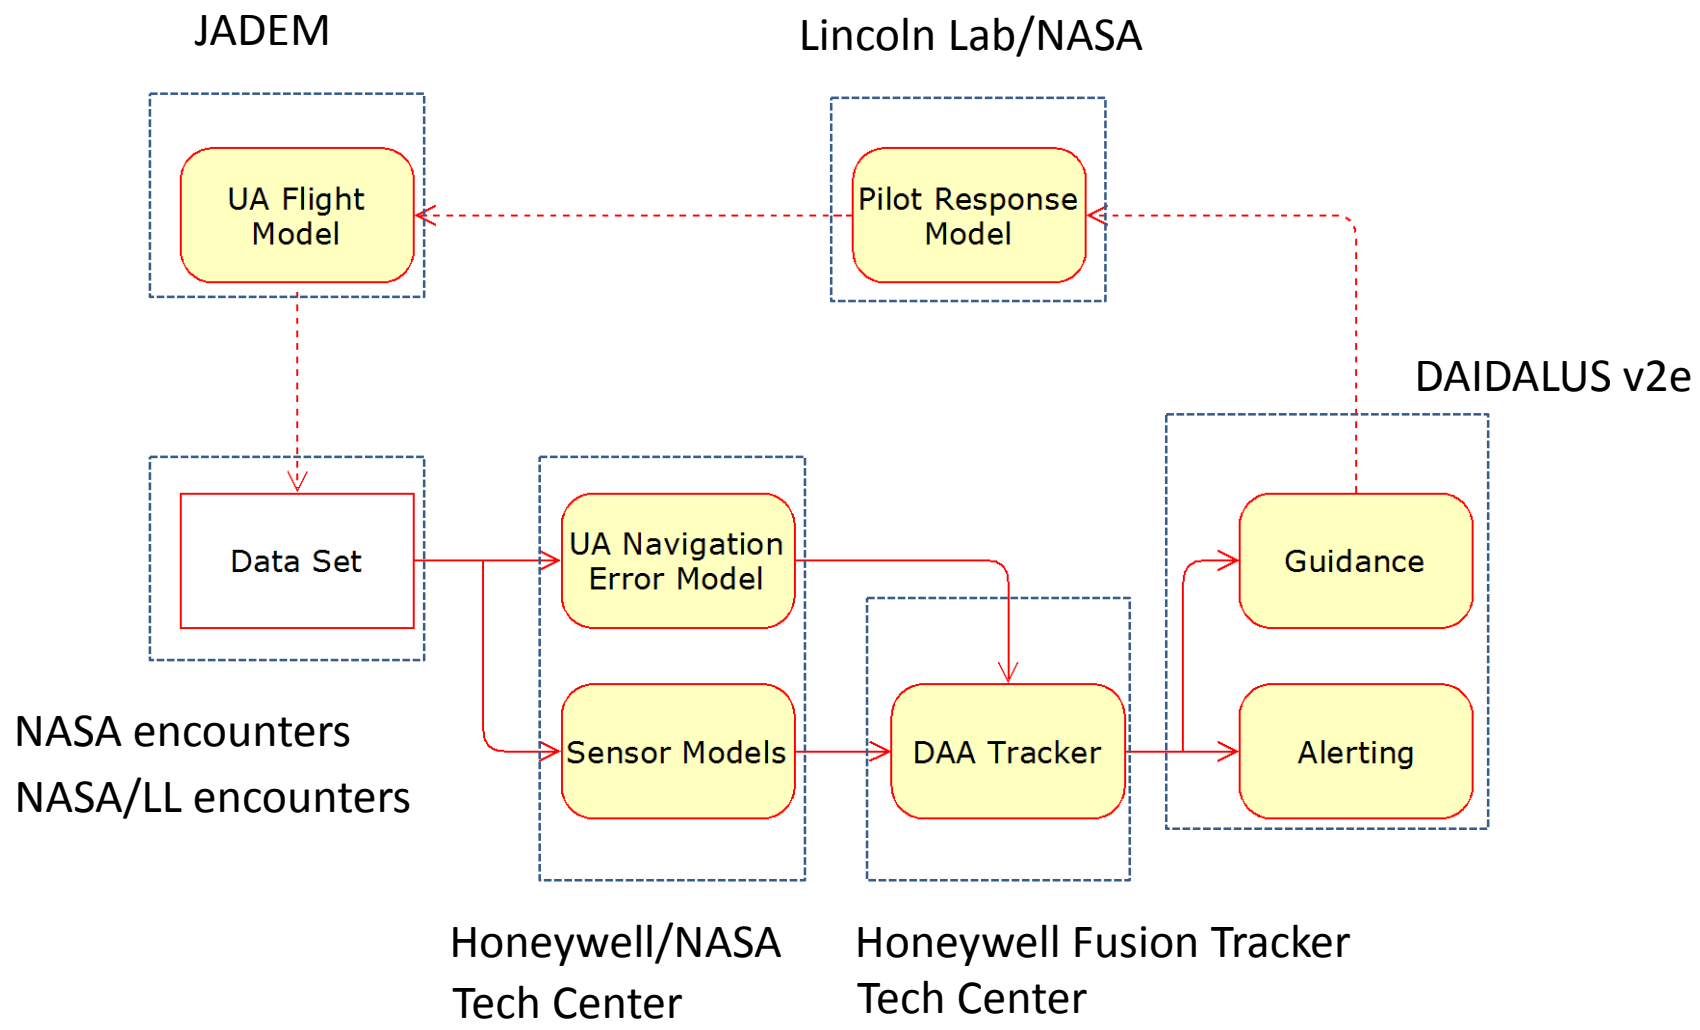 JADEM
Lincoln Lab/NASA
UA Flight
Model
Pilot Response
Model
DAIDALUS v2e
Data Set
UA Navigation
Error Model
Guidance
Sensor Models
DAA Tracker
Alerting
NASA encounters
NASA/LL encounters
Honeywell/NASA
Tech Center
Honeywell Fusion Tracker
Tech Center